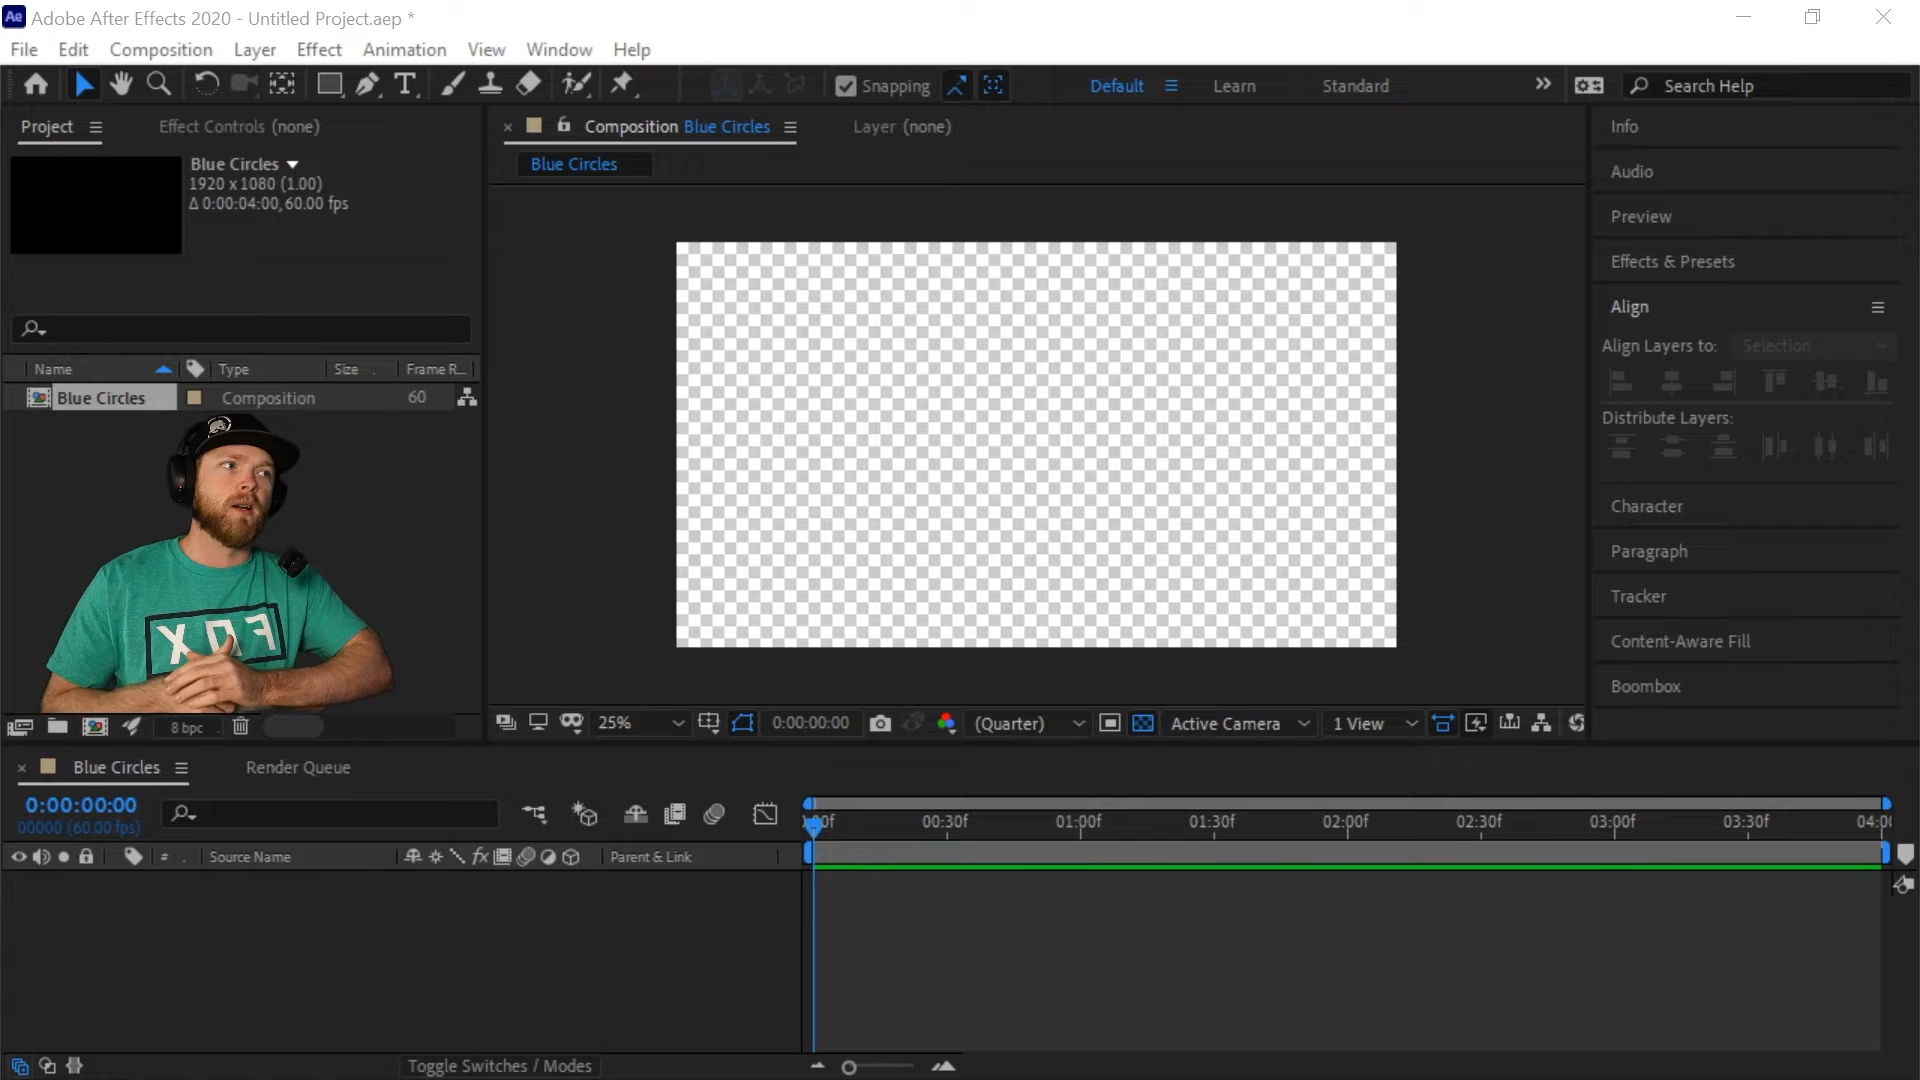 Ae Adobe After Effects 2020 - Untitled Project.aep *
File Edit Composition Layer Effect Animation View Window Help
Snapping Default Learn Standard Search Help
Project Effect Controls (none)
Composition Blue Circles Layer (none)
Blue Circles
Blue Circles
1920 x 1080 (1.00)
Δ 0:00:04:00, 60.00 fps
Name Type Size Frame R...
Blue Circles Composition 60
FOX
8 bpc
25% 0:00:00:00 (Quarter) Active Camera 1 View
Info
Audio
Preview
Effects & Presets
Align
Align Layers to: Selection
Distribute Layers:
Character
Paragraph
Tracker
Content-Aware Fill
Boombox
Blue Circles Render Queue
0:00:00:00
00000 (60.00 fps)
00:30f 01:00f 01:30f 02:00f 02:30f 03:00f 03:30f
# Source Name fx Parent & Link
Toggle Switches / Modes